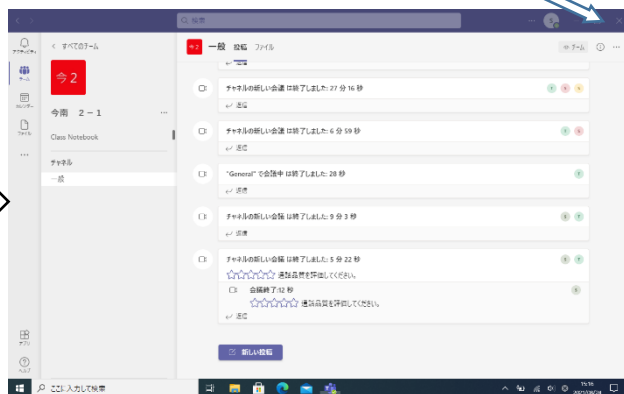 検索
アクティビティ
すべてのチーム
今2
一般 投稿 ファイル
チーム
チーム
今南 2-1
カレンダー
ファイル
Class Notebook
チャネル
一般
チャネルの新しい会議 は終了しました: 27 分 16 秒
返信
チャネルの新しい会議 は終了しました: 6 分 59 秒
返信
"General" で会議中 は終了しました: 28 秒
返信
チャネルの新しい会議 は終了しました: 9 分 3 秒
返信
チャネルの新しい会議 は終了しました: 5 分 22 秒
通話品質を評価してください。
会議終了:12 秒
通話品質を評価してください。
返信
新しい投稿
アプリ
ヘルプ
ここに入力して検索
15:16